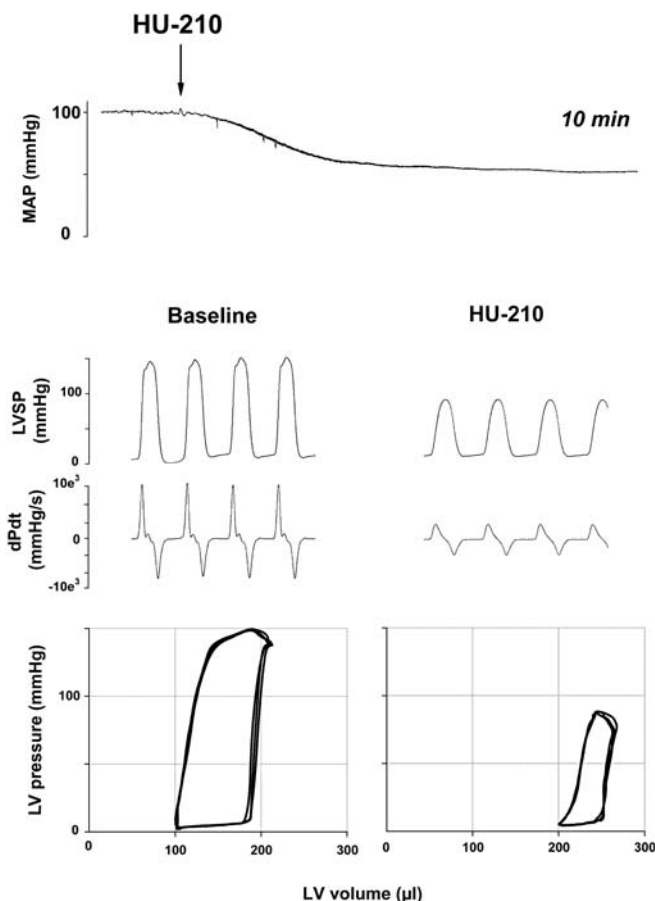 HU-210
100
10 min
MAP (mmHg)
0
Baseline
HU-210
LVSP
(mmHg)
100
0
dPdt
(mmHg/s)
10e³
0
-10e³
LV pressure (mmHg)
100
0
0
100
200
300
0
100
200
300
LV volume (µl)